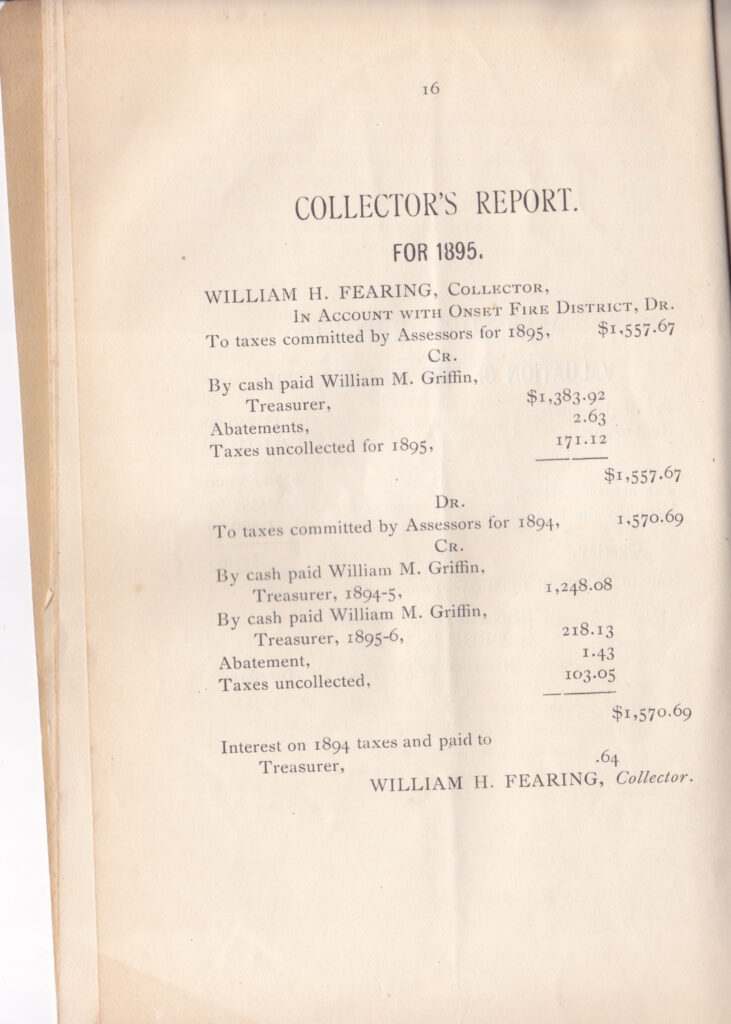 16
COLLECTOR'S REPORT.
FOR 1895.
WILLIAM H. FEARING, COLLECTOR,
IN ACCOUNT WITH ONSET FIRE DISTRICT, DR.
To taxes committed by Assessors for 1895, $1,557.67
CR.
By cash paid William M. Griffin,
Treasurer, $1,383.92
Abatements, 2.63
Taxes uncollected for 1895, 171.12
$1,557.67
DR.
To taxes committed by Assessors for 1894, 1,570.69
CR.
By cash paid William M. Griffin,
Treasurer, 1894-5, 1,248.08
By cash paid William M. Griffin,
Treasurer, 1895-6, 218.13
Abatement, 1.43
Taxes uncollected, 103.05
$1,570.69
Interest on 1894 taxes and paid to
Treasurer, .64
WILLIAM H. FEARING, Collector.